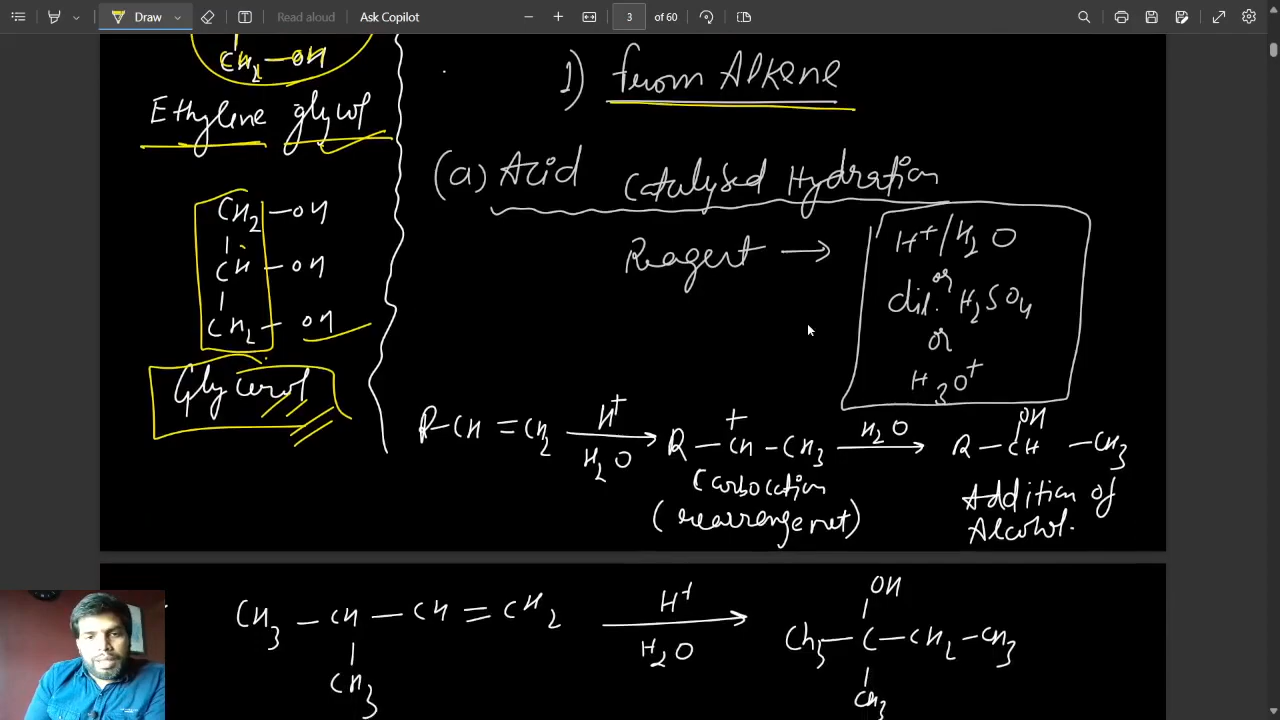 Draw
Read aloud
Ask Copilot
3 of 60
CH2-OH
Ethylene glycol
CH2-OH
CH-OH
CH2-OH
Glycerol
1) from Alkene
(a) Acid Catalysed Hydration
Reagent →
H+/H2O
or
dil. H2SO4
or
H3O+
R-CH=CH2 H+ H2O → R-CH-CH3 + H2O → R-CH-CH3 OH
Carbocation
(rearrangenet)
Addition of
Alcohol.
CH3-CH-CH=CH2 H+ H2O → CH3-C-CH2-CH3 OH
CH3
CH3